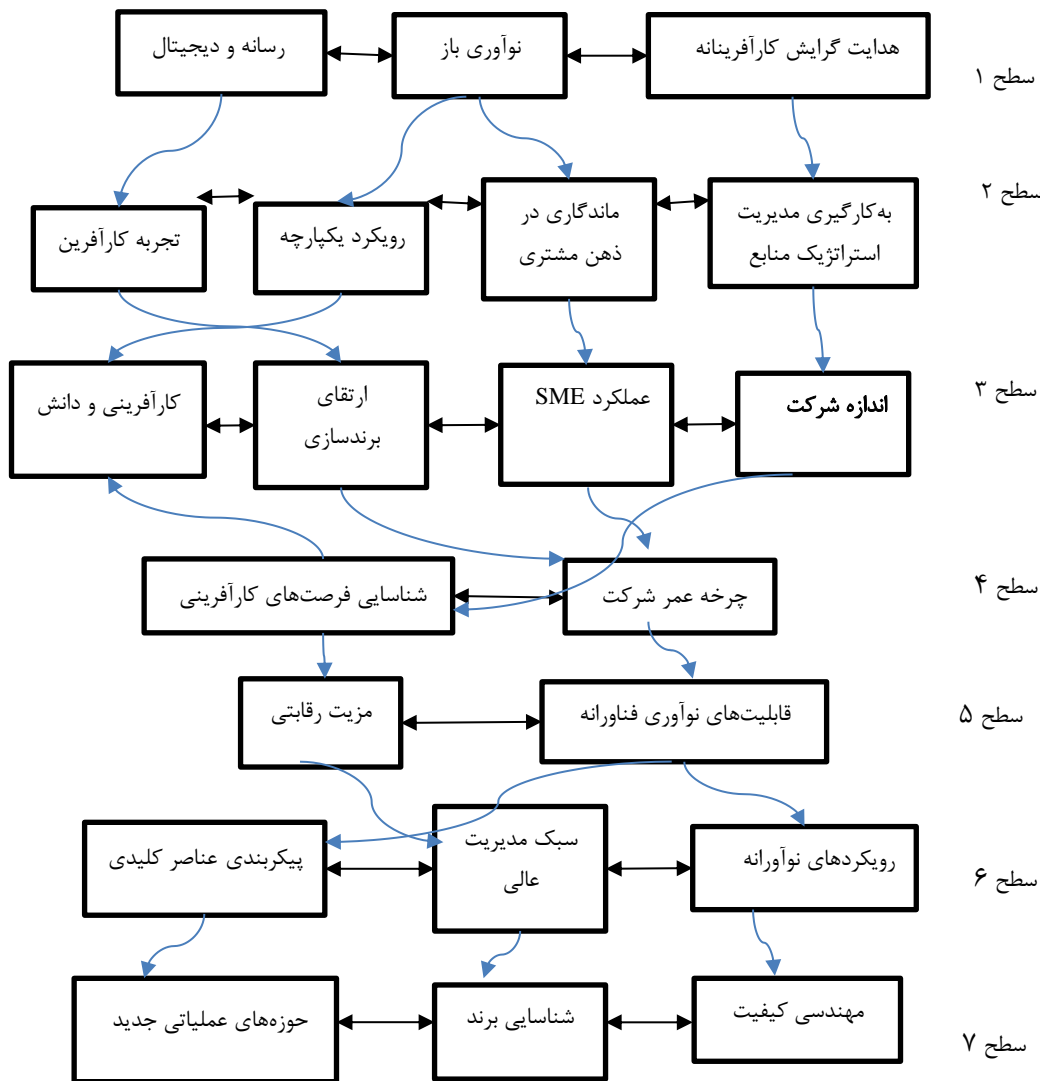 هدایت گرایش کارآفرینانه
نوآوری باز
رسانه و دیجیتال
سطح ۱
به‌کارگیری مدیریت
استراتژیک منابع
ماندگاری در
ذهن مشتری
رویکرد یکپارچه
تجربه کارآفرین
سطح ۲
اندازه شرکت
عملکرد SME
ارتقای
برندسازی
کارآفرینی و دانش
سطح ۳
چرخه عمر شرکت
شناسایی فرصت‌های کارآفرینی
سطح ۴
قابلیت‌های نوآوری فناورانه
مزیت رقابتی
سطح ۵
رویکردهای نوآورانه
سبک مدیریت
عالی
پیکربندی عناصر کلیدی
سطح ۶
مهندسی کیفیت
شناسایی برند
حوزه‌های عملیاتی جدید
سطح ۷